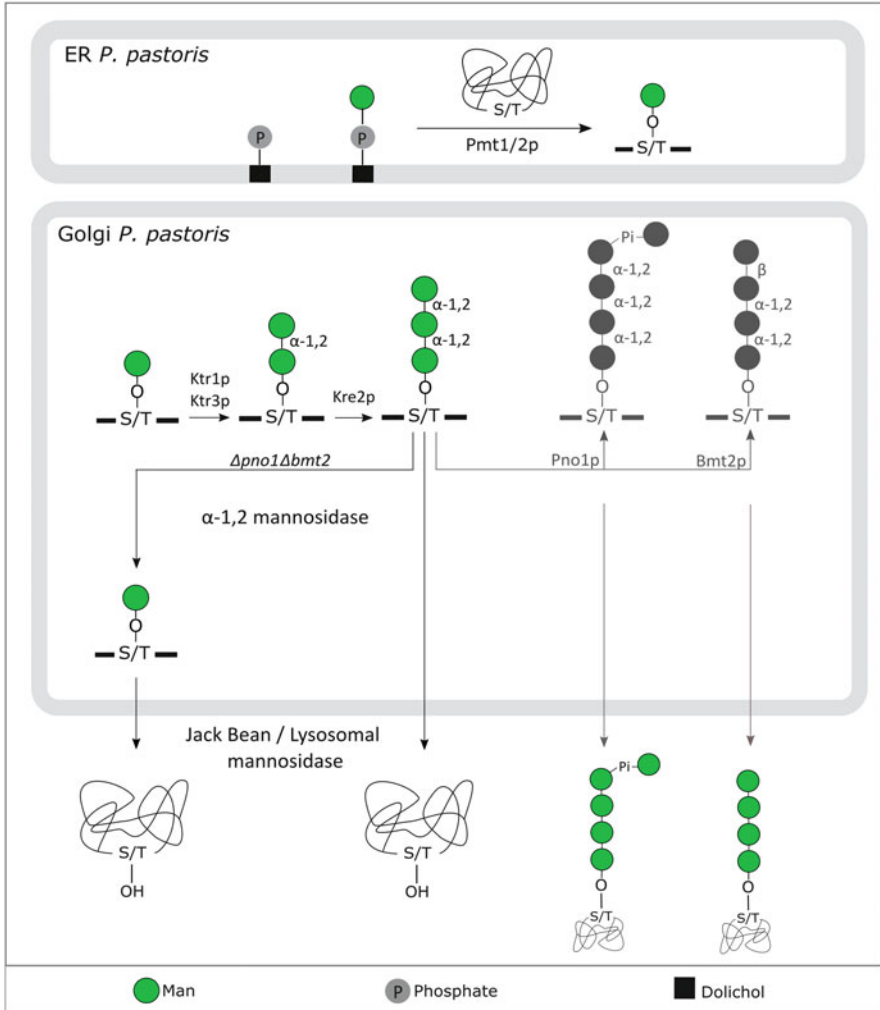 ER P. pastoris
S/T
P
P
Pmt1/2p
O
S/T
Golgi P. pastoris
Pi
α-1,2
β
α-1,2
α-1,2
α-1,2
α-1,2
α-1,2
α-1,2
α-1,2
O
Ktr1p
Ktr3p
O
Kre2p
O
O
O
S/T
S/T
S/T
S/T
S/T
Δpno1Δbmt2
Pno1p
Bmt2p
α-1,2 mannosidase
O
S/T
Jack Bean / Lysosomal
mannosidase
Pi
S/T
OH
S/T
OH
O
S/T
O
S/T
Man
P Phosphate
Dolichol